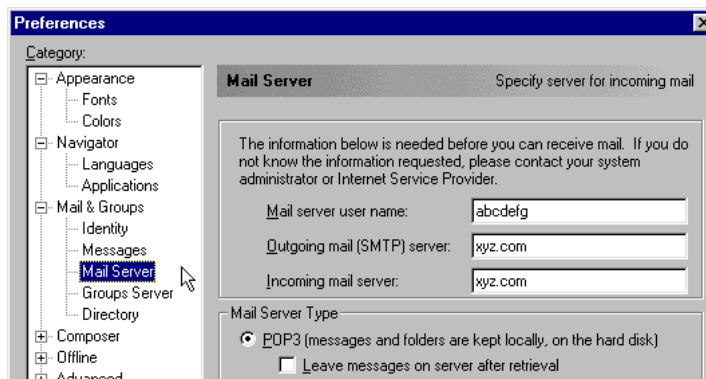 Preferences
Category:
Appearance
Fonts
Colors
Navigator
Languages
Applications
Mail & Groups
Identity
Messages
Mail Server
Groups Server
Directory
Composer
Offline
Advanced
Mail Server Specify server for incoming mail
The information below is needed before you can receive mail. If you do
not know the information requested, please contact your system
administrator or Internet Service Provider.
Mail server user name: abcdefg
Outgoing mail (SMTP) server: xyz.com
Incoming mail server: xyz.com
Mail Server Type
POP3 (messages and folders are kept locally, on the hard disk)
Leave messages on server after retrieval